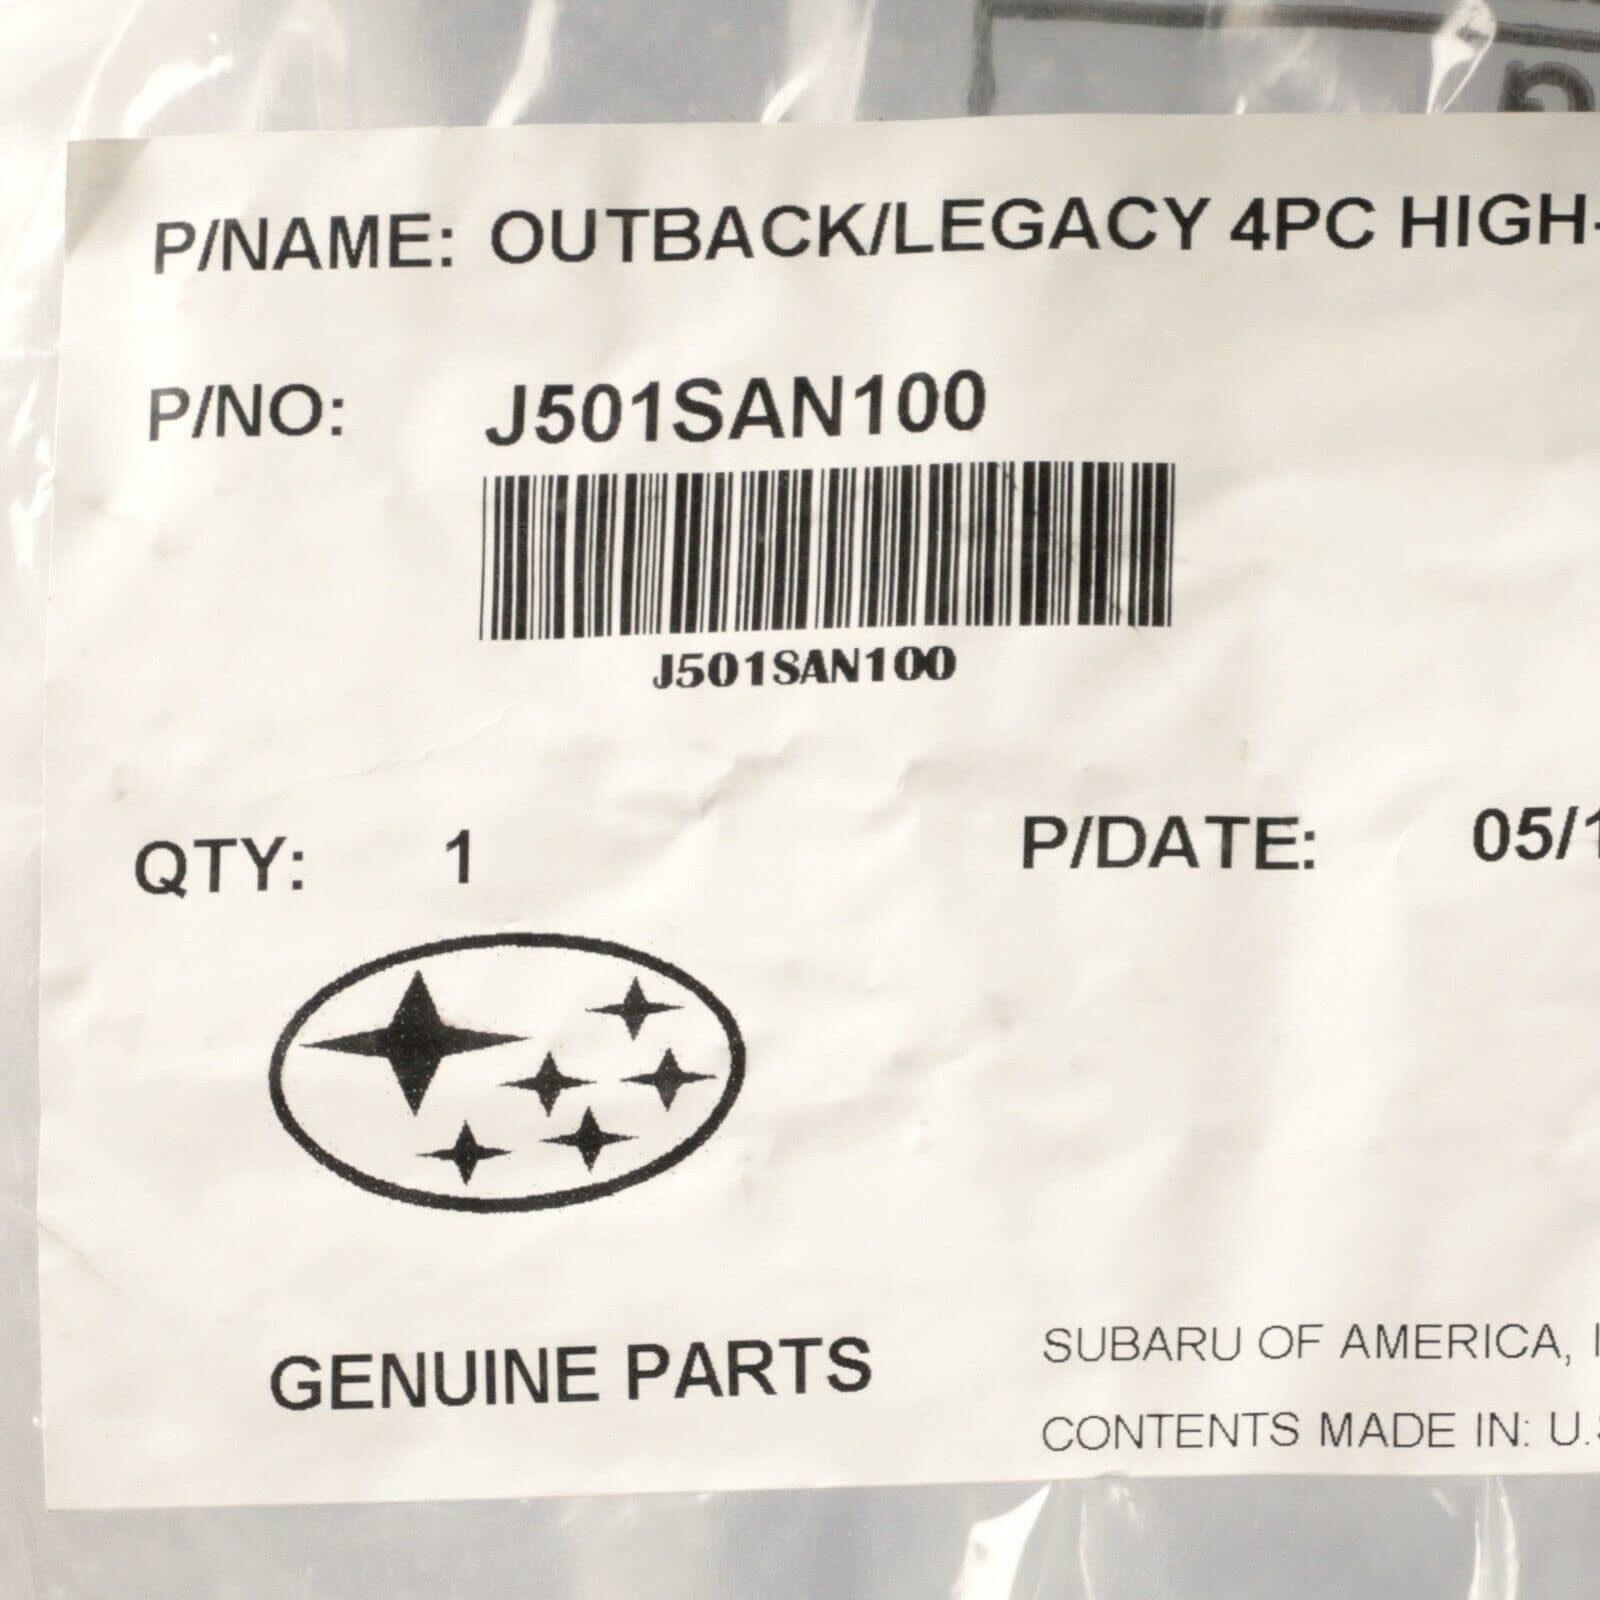 P/NAME: OUTBACK/LEGACY 4PC HIGH-
P/NO: J501SAN100
J501SAN100
QTY: 1 P/DATE: 05/1
GENUINE PARTS
SUBARU OF AMERICA, I
CONTENTS MADE IN: U.S